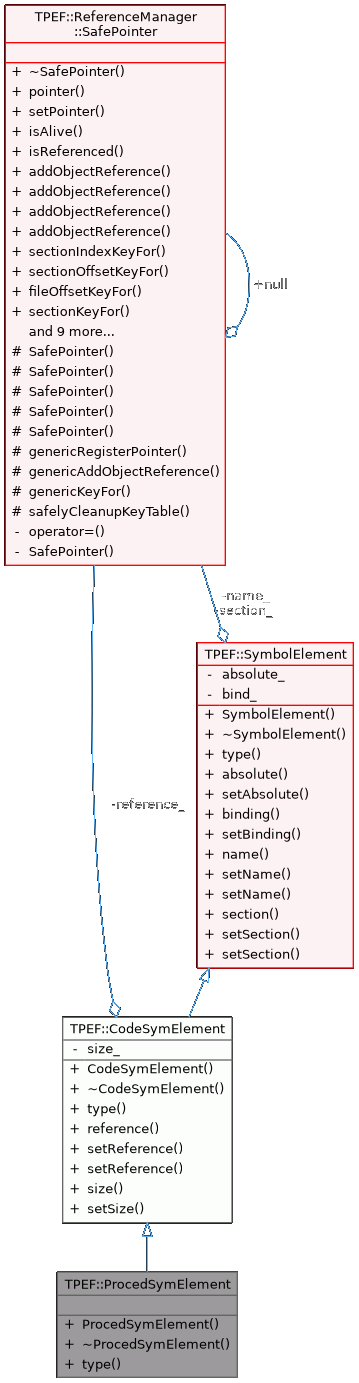 TPEF::ReferenceManager
::SafePointer
+ ~SafePointer()
+ pointer()
+ setPointer()
+ isAlive()
+ isReferenced()
+ addObjectReference()
+ addObjectReference()
+ addObjectReference()
+ addObjectReference()
+ sectionIndexKeyFor()
+ sectionOffsetKeyFor()
+ fileOffsetKeyFor()
+ sectionKeyFor()
and 9 more...
# SafePointer()
# SafePointer()
# SafePointer()
# SafePointer()
# SafePointer()
# genericRegisterPointer()
# genericAddObjectReference()
# genericKeyFor()
# safelyCleanupKeyTable()
- operator=()
- SafePointer()
+null
-name_
-section_
TPEF::SymbolElement
- absolute_
- bind_
+ SymbolElement()
+ ~SymbolElement()
+ type()
+ absolute()
+ setAbsolute()
+ binding()
+ setBinding()
+ name()
+ setName()
+ setName()
+ section()
+ setSection()
+ setSection()
-reference_
TPEF::CodeSymElement
- size_
+ CodeSymElement()
+ ~CodeSymElement()
+ type()
+ reference()
+ setReference()
+ setReference()
+ size()
+ setSize()
TPEF::ProcedSymElement
+ ProcedSymElement()
+ ~ProcedSymElement()
+ type()